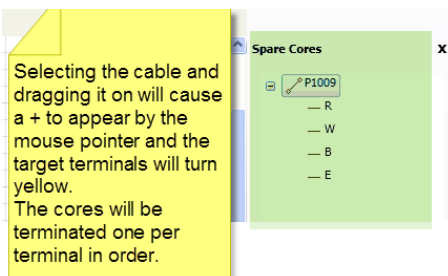 Selecting the cable and
dragging it on will cause
a + to appear by the
mouse pointer and the
target terminals will turn
yellow.
The cores will be
terminated one per
terminal in order.
Spare Cores X
P1009
R
W
B
E